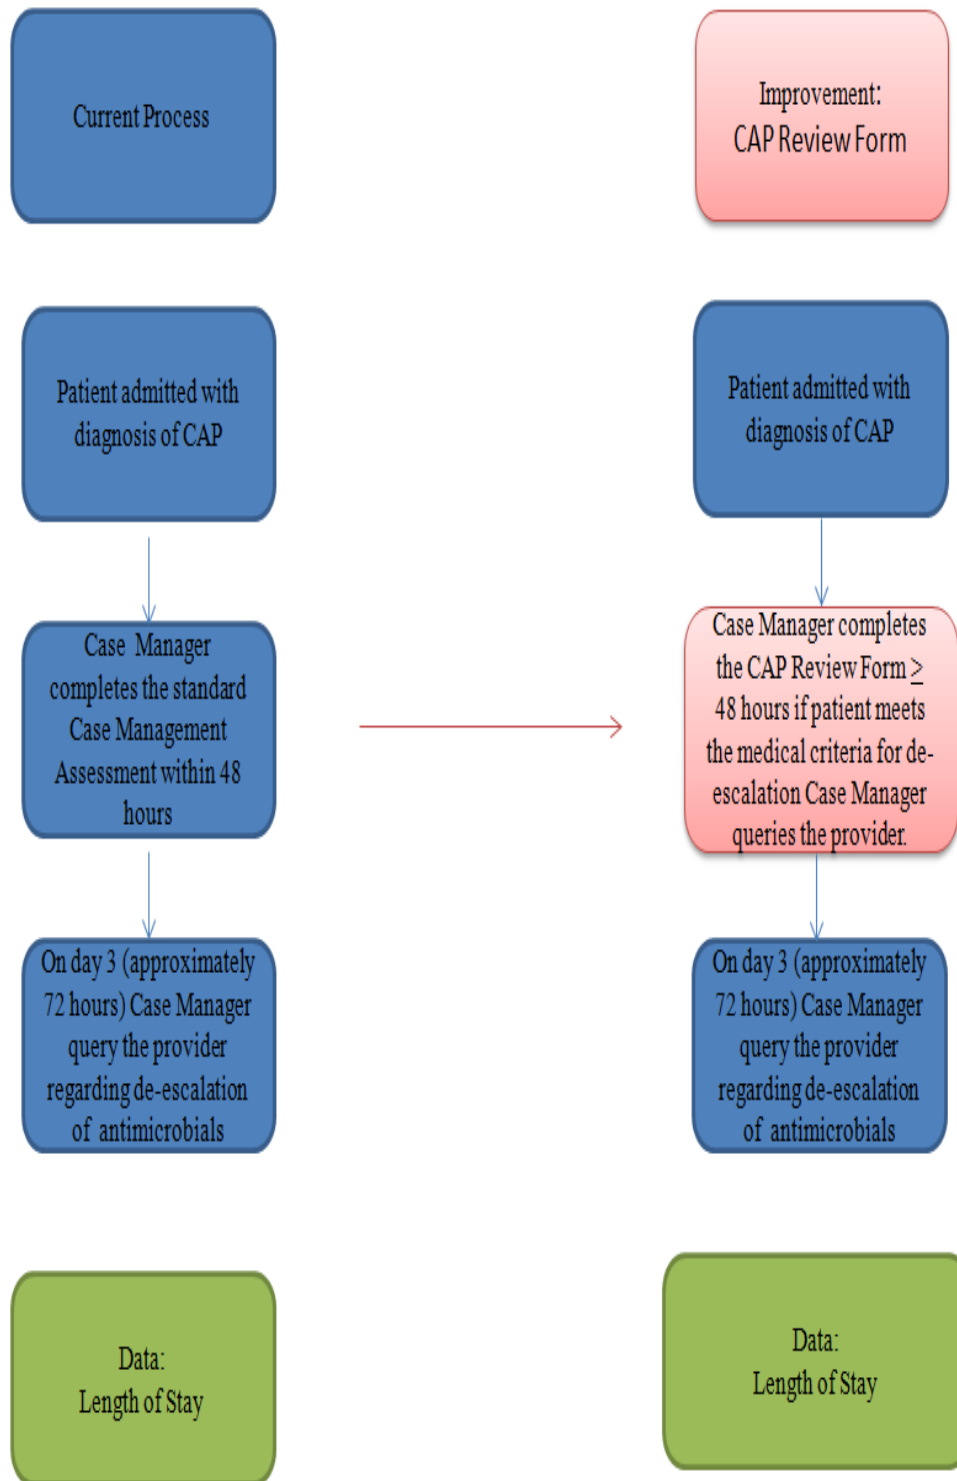 Current Process
Improvement:
CAP Review Form
Patient admitted with
diagnosis of CAP
Patient admitted with
diagnosis of CAP
Case Manager
completes the standard
Case Management
Assessment within 48
hours
Case Manager completes
the CAP Review Form ≥
48 hours if patient meets
the medical criteria for de-
escalation Case Manager
queries the provider.
On day 3 (approximately
72 hours) Case Manager
query the provider
regarding de-escalation
of antimicrobials
On day 3 (approximately
72 hours) Case Manager
query the provider
regarding de-escalation
of antimicrobials
Data:
Length of Stay
Data:
Length of Stay